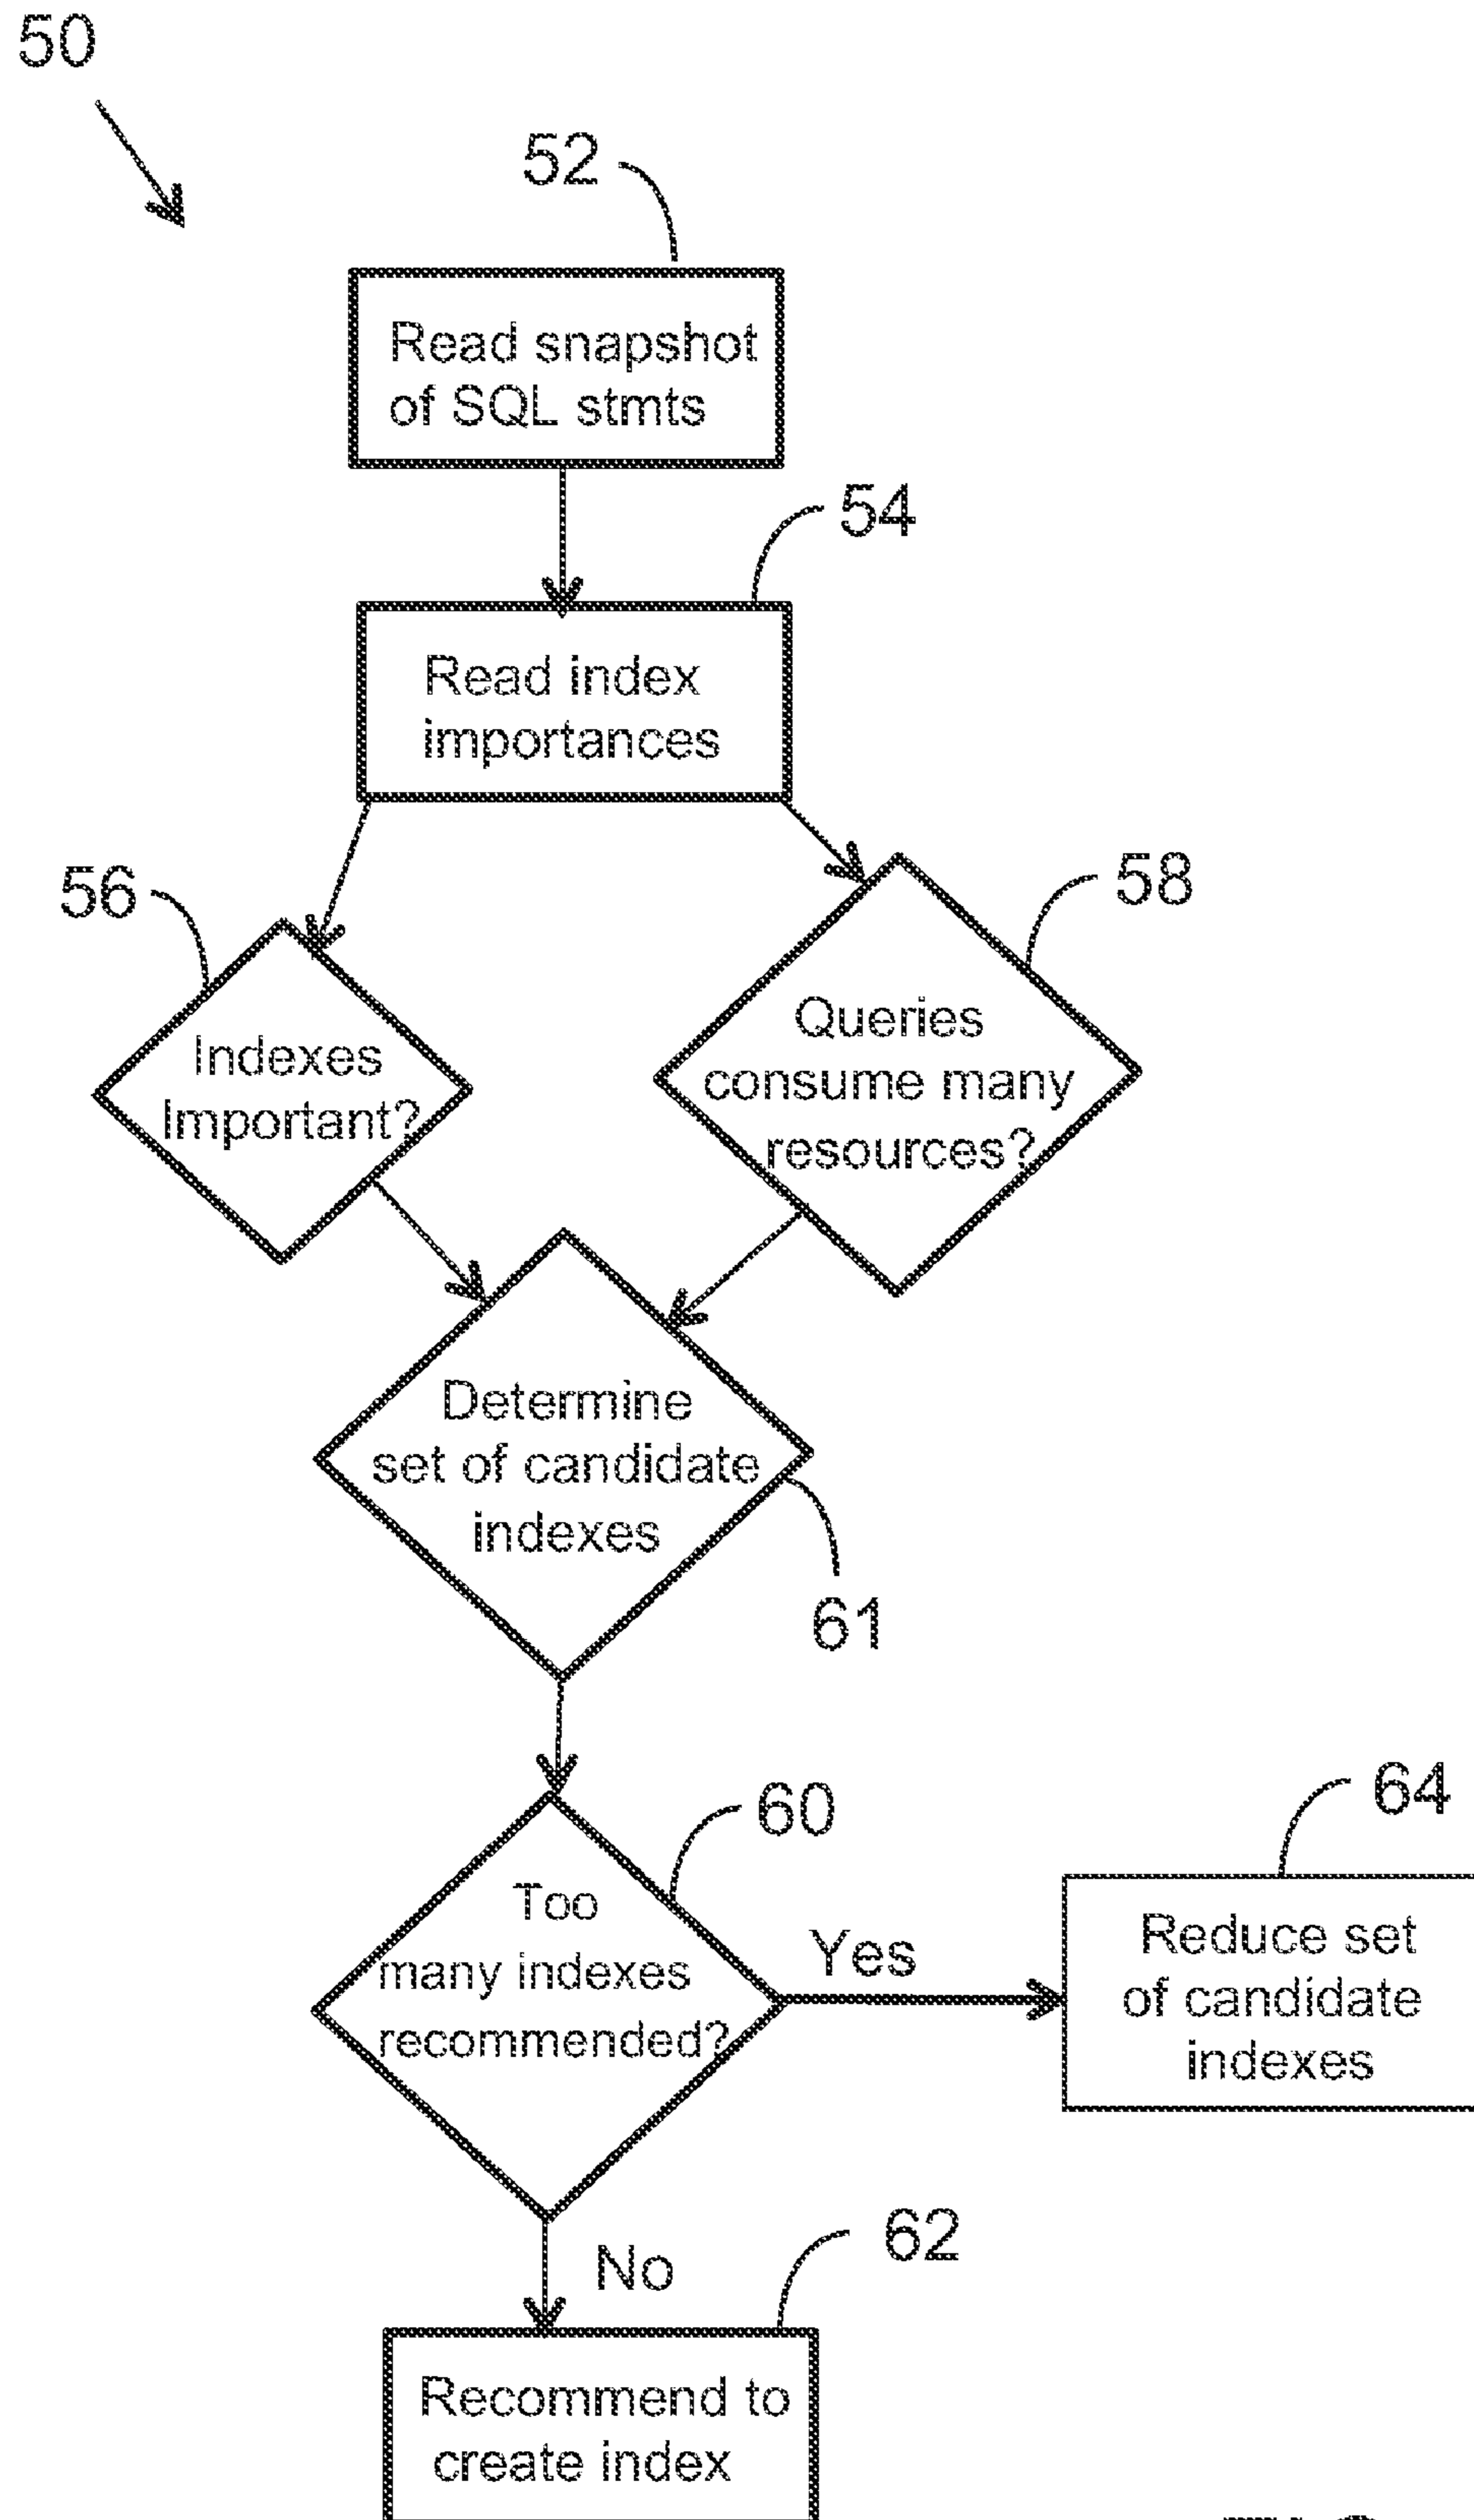 50
52
Read snapshot
of SQL stmts
54
Read index
importances
56
Indexes
Important?
58
Queries
consume many
resources?
Determine
set of candidate
indexes
61
60
Too
many indexes
recommended?
Yes
64
Reduce set
of candidate
indexes
No
62
Recommend to
create index